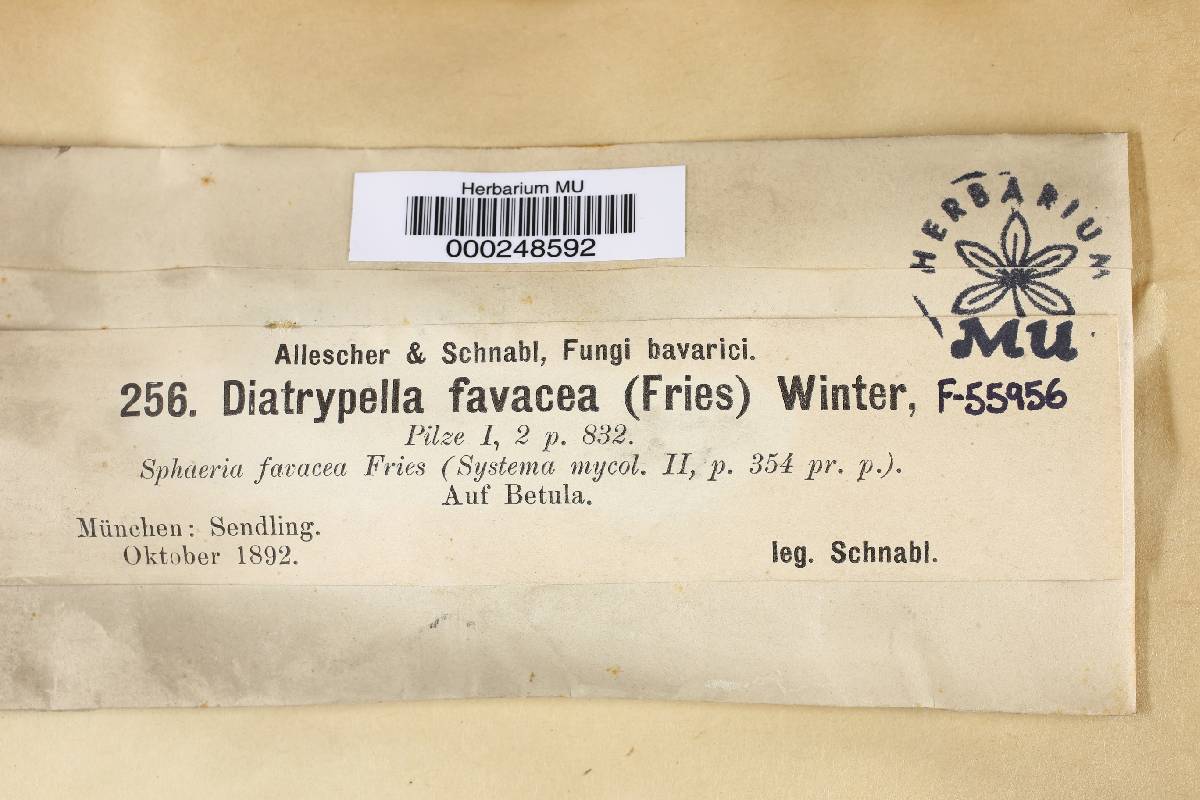 Herbarium MU
000248592
HERBARIUM
MU
Allescher & Schnabl, Fungi bavarici.
256. Diatrypella favacea (Fries) Winter, F-55956
Pilze I, 2 p. 832.
Sphaeria favacea Fries (Systema mycol. II, p. 354 pr. p.).
Auf Betula.
München: Sendling.
Oktober 1892.
leg. Schnabl.